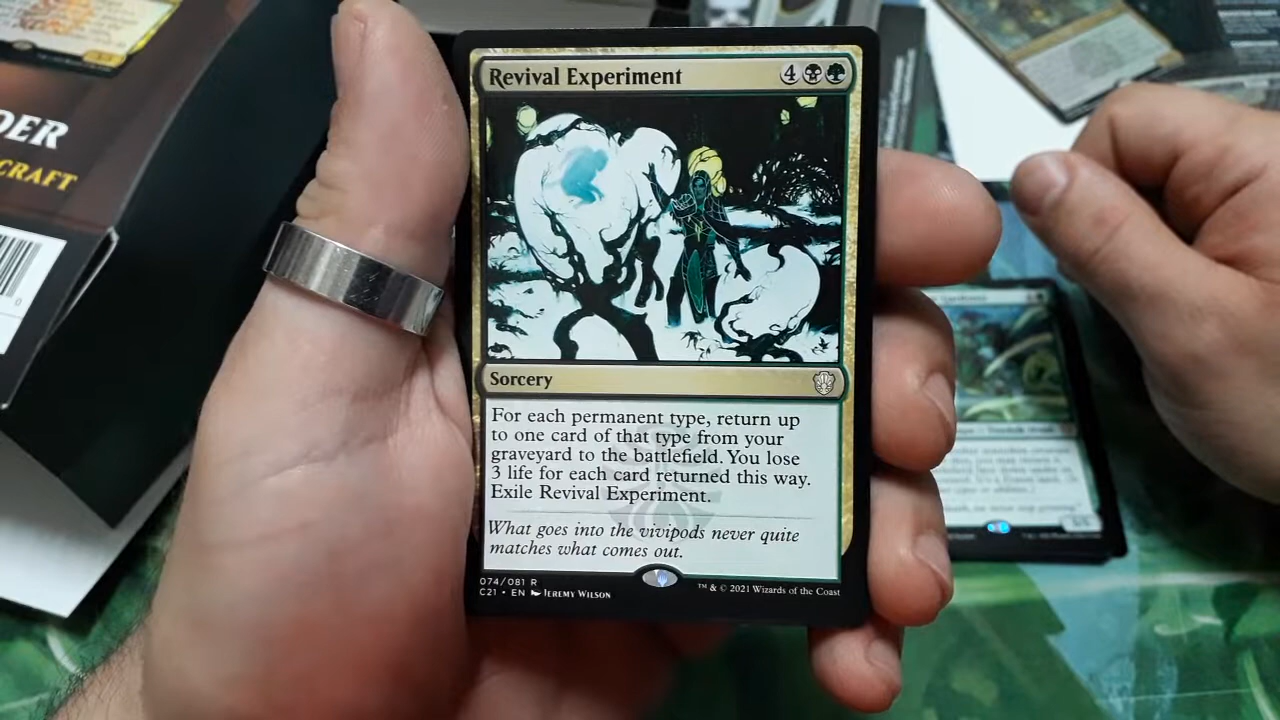 DER
CRAFT
0
Revival Experiment 4
Sorcery
For each permanent type, return up
to one card of that type from your
graveyard to the battlefield. You lose
3 life for each card returned this way.
Exile Revival Experiment.
What goes into the vivipods never quite
matches what comes out.
074/081 R
C21 • EN JEREMY WILSON
™ & © 2021 Wizards of the Coast